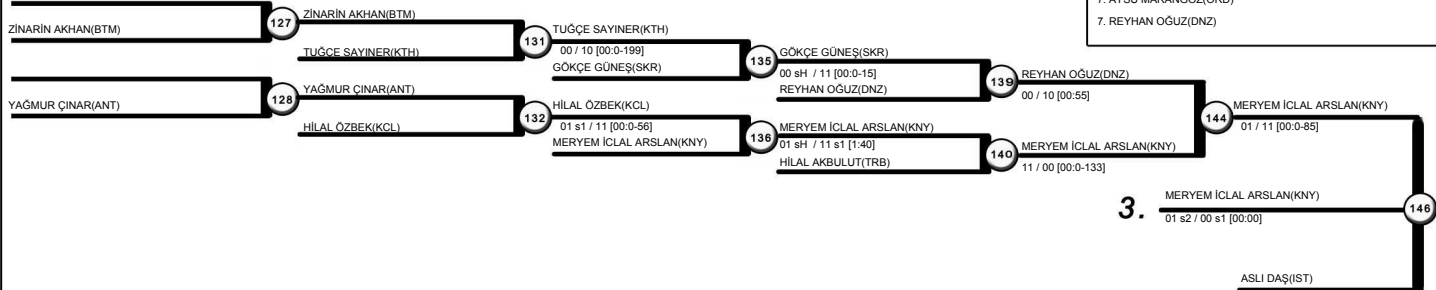 7. REYHAN OĞUZ(DNZ)
ZİNARİN AKHAN(BTM)
127
ZİNARİN AKHAN(BTM)
TUĞÇE SAYINER(KTH)
131
TUĞÇE SAYINER(KTH)
00 / 10 [00:0-199]
GÖKÇE GÜNEŞ(SKR)
135
GÖKÇE GÜNEŞ(SKR)
00 sH / 11 [00:0-15]
REYHAN OĞUZ(DNZ)
139
REYHAN OĞUZ(DNZ)
00 / 10 [00:55]
YAĞMUR ÇINAR(ANT)
128
YAĞMUR ÇINAR(ANT)
HİLAL ÖZBEK(KCL)
132
HİLAL ÖZBEK(KCL)
01 s1 / 11 [00:0-56]
MERYEM İCLAL ARSLAN(KNY)
136
MERYEM İCLAL ARSLAN(KNY)
01 sH / 11 s1 [1:40]
HİLAL AKBULUT(TRB)
140
MERYEM İCLAL ARSLAN(KNY)
11 / 00 [00:0-133]
144
MERYEM İCLAL ARSLAN(KNY)
01 / 11 [00:0-85]
3.
MERYEM İCLAL ARSLAN(KNY)
01 s2 / 00 s1 [00:00]
146
ASLI DAŞ(IST)